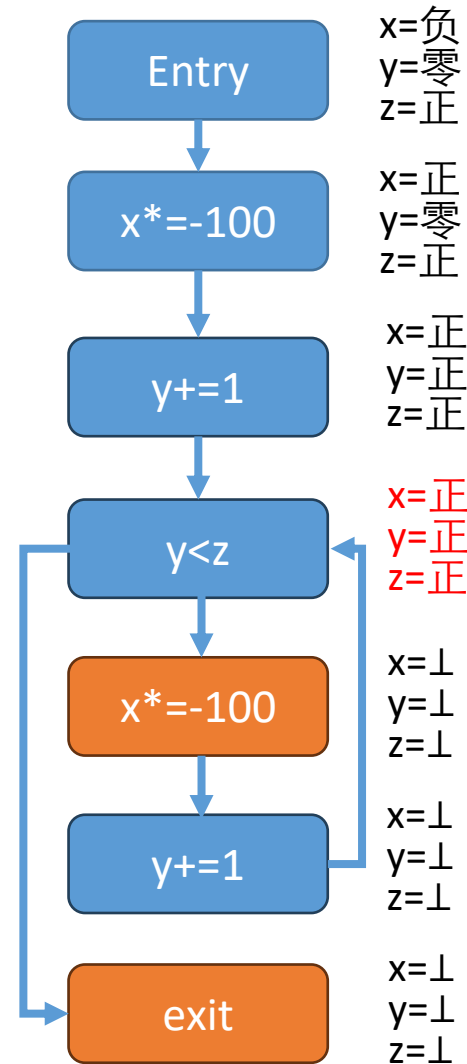 Entry
x=负
y=零
z=正
x*=-100
x=正
y=零
z=正
y+=1
x=正
y=正
z=正
y<z
x=正
y=正
z=正
x*=-100
x=⊥
y=⊥
z=⊥
y+=1
x=⊥
y=⊥
z=⊥
exit
x=⊥
y=⊥
z=⊥